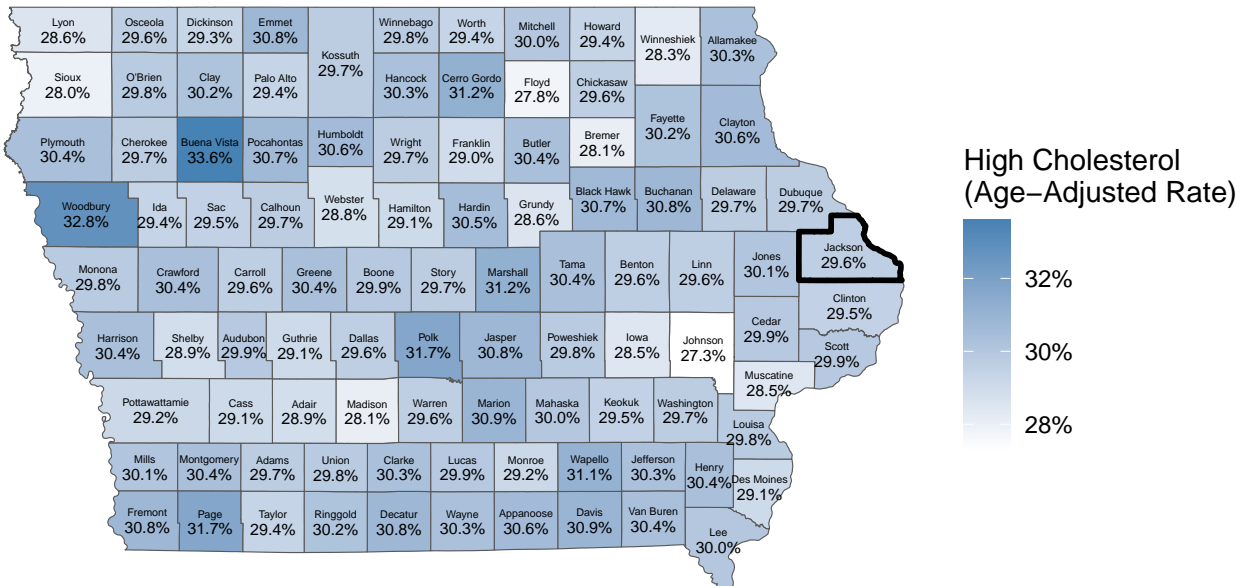 Lyon
28.6%
Osceola
29.6%
Dickinson
29.3%
Emmet
30.8%
Kossuth
29.7%
Winnebago
29.8%
Worth
29.4%
Mitchell
30.0%
Howard
29.4%
Winneshiek
28.3%
Allamakee
30.3%
Sioux
28.0%
O'Brien
29.8%
Clay
30.2%
Palo Alto
29.4%
Hancock
30.3%
Cerro Gordo
31.2%
Floyd
27.8%
Chickasaw
29.6%
Fayette
30.2%
Clayton
30.6%
Plymouth
30.4%
Cherokee
29.7%
Buena Vista
33.6%
Pocahontas
30.7%
Humboldt
30.6%
Wright
29.7%
Franklin
29.0%
Butler
30.4%
Bremer
28.1%
Woodbury
32.8%
Ida
29.4%
Sac
29.5%
Calhoun
29.7%
Webster
28.8%
Hamilton
29.1%
Hardin
30.5%
Grundy
28.6%
Black Hawk
30.7%
Buchanan
30.8%
Delaware
29.7%
Dubuque
29.7%
Monona
29.8%
Crawford
30.4%
Carroll
29.6%
Greene
30.4%
Boone
29.9%
Story
29.7%
Marshall
31.2%
Tama
30.4%
Benton
29.6%
Linn
29.6%
Jones
30.1%
Jackson
29.6%
Clinton
29.5%
Harrison
30.4%
Shelby
28.9%
Audubon
29.9%
Guthrie
29.1%
Dallas
29.6%
Polk
31.7%
Jasper
30.8%
Poweshiek
29.8%
Iowa
28.5%
Johnson
27.3%
Cedar
29.9%
Scott
29.9%
Muscatine
28.5%
Pottawattamie
29.2%
Cass
29.1%
Adair
28.9%
Madison
28.1%
Warren
29.6%
Marion
30.9%
Mahaska
30.0%
Keokuk
29.5%
Washington
29.7%
Louisa
29.8%
Mills
30.1%
Montgomery
30.4%
Adams
29.7%
Union
29.8%
Clarke
30.3%
Lucas
29.9%
Monroe
29.2%
Wapello
31.1%
Jefferson
30.3%
Henry
30.4%
Des Moines
29.1%
Fremont
30.8%
Page
31.7%
Taylor
29.4%
Ringgold
30.2%
Decatur
30.8%
Wayne
30.3%
Appanoose
30.6%
Davis
30.9%
Van Buren
30.4%
Lee
30.0%
High Cholesterol
(Age−Adjusted Rate)
32%
30%
28%